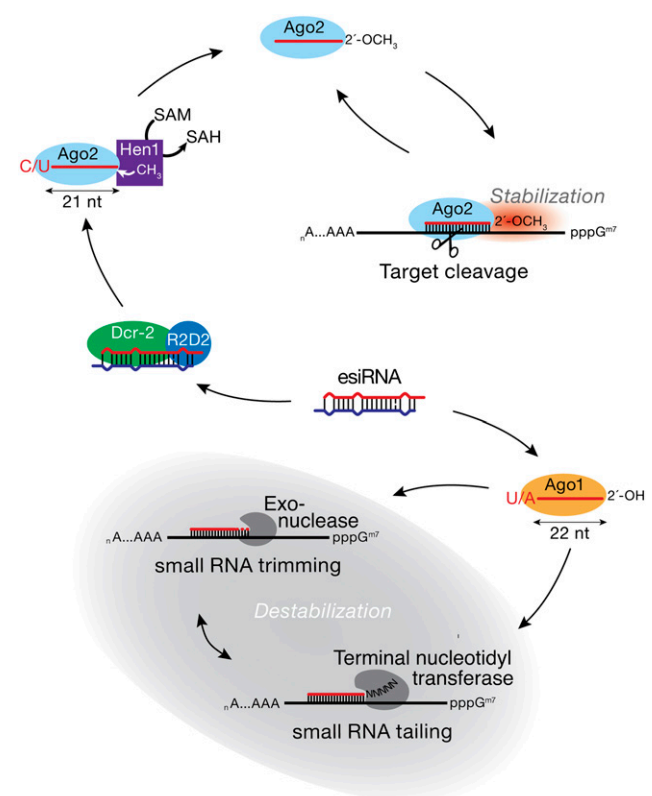 Ago2
2´-OCH3
SAM
Hen1
SAH
Ago2
C/U
CH3
21 nt
Stabilization
Ago2
2´-OCH3
nA...AAA
pppGm7
Target cleavage
Dcr-2
R2D2
esiRNA
Ago1
U/A
2´-OH
22 nt
Exo-
nuclease
nA...AAA
pppGm7
small RNA trimming
Destabilization
Terminal nucleotidyl
transferase
NNNNN
nA...AAA
pppGm7
small RNA tailing